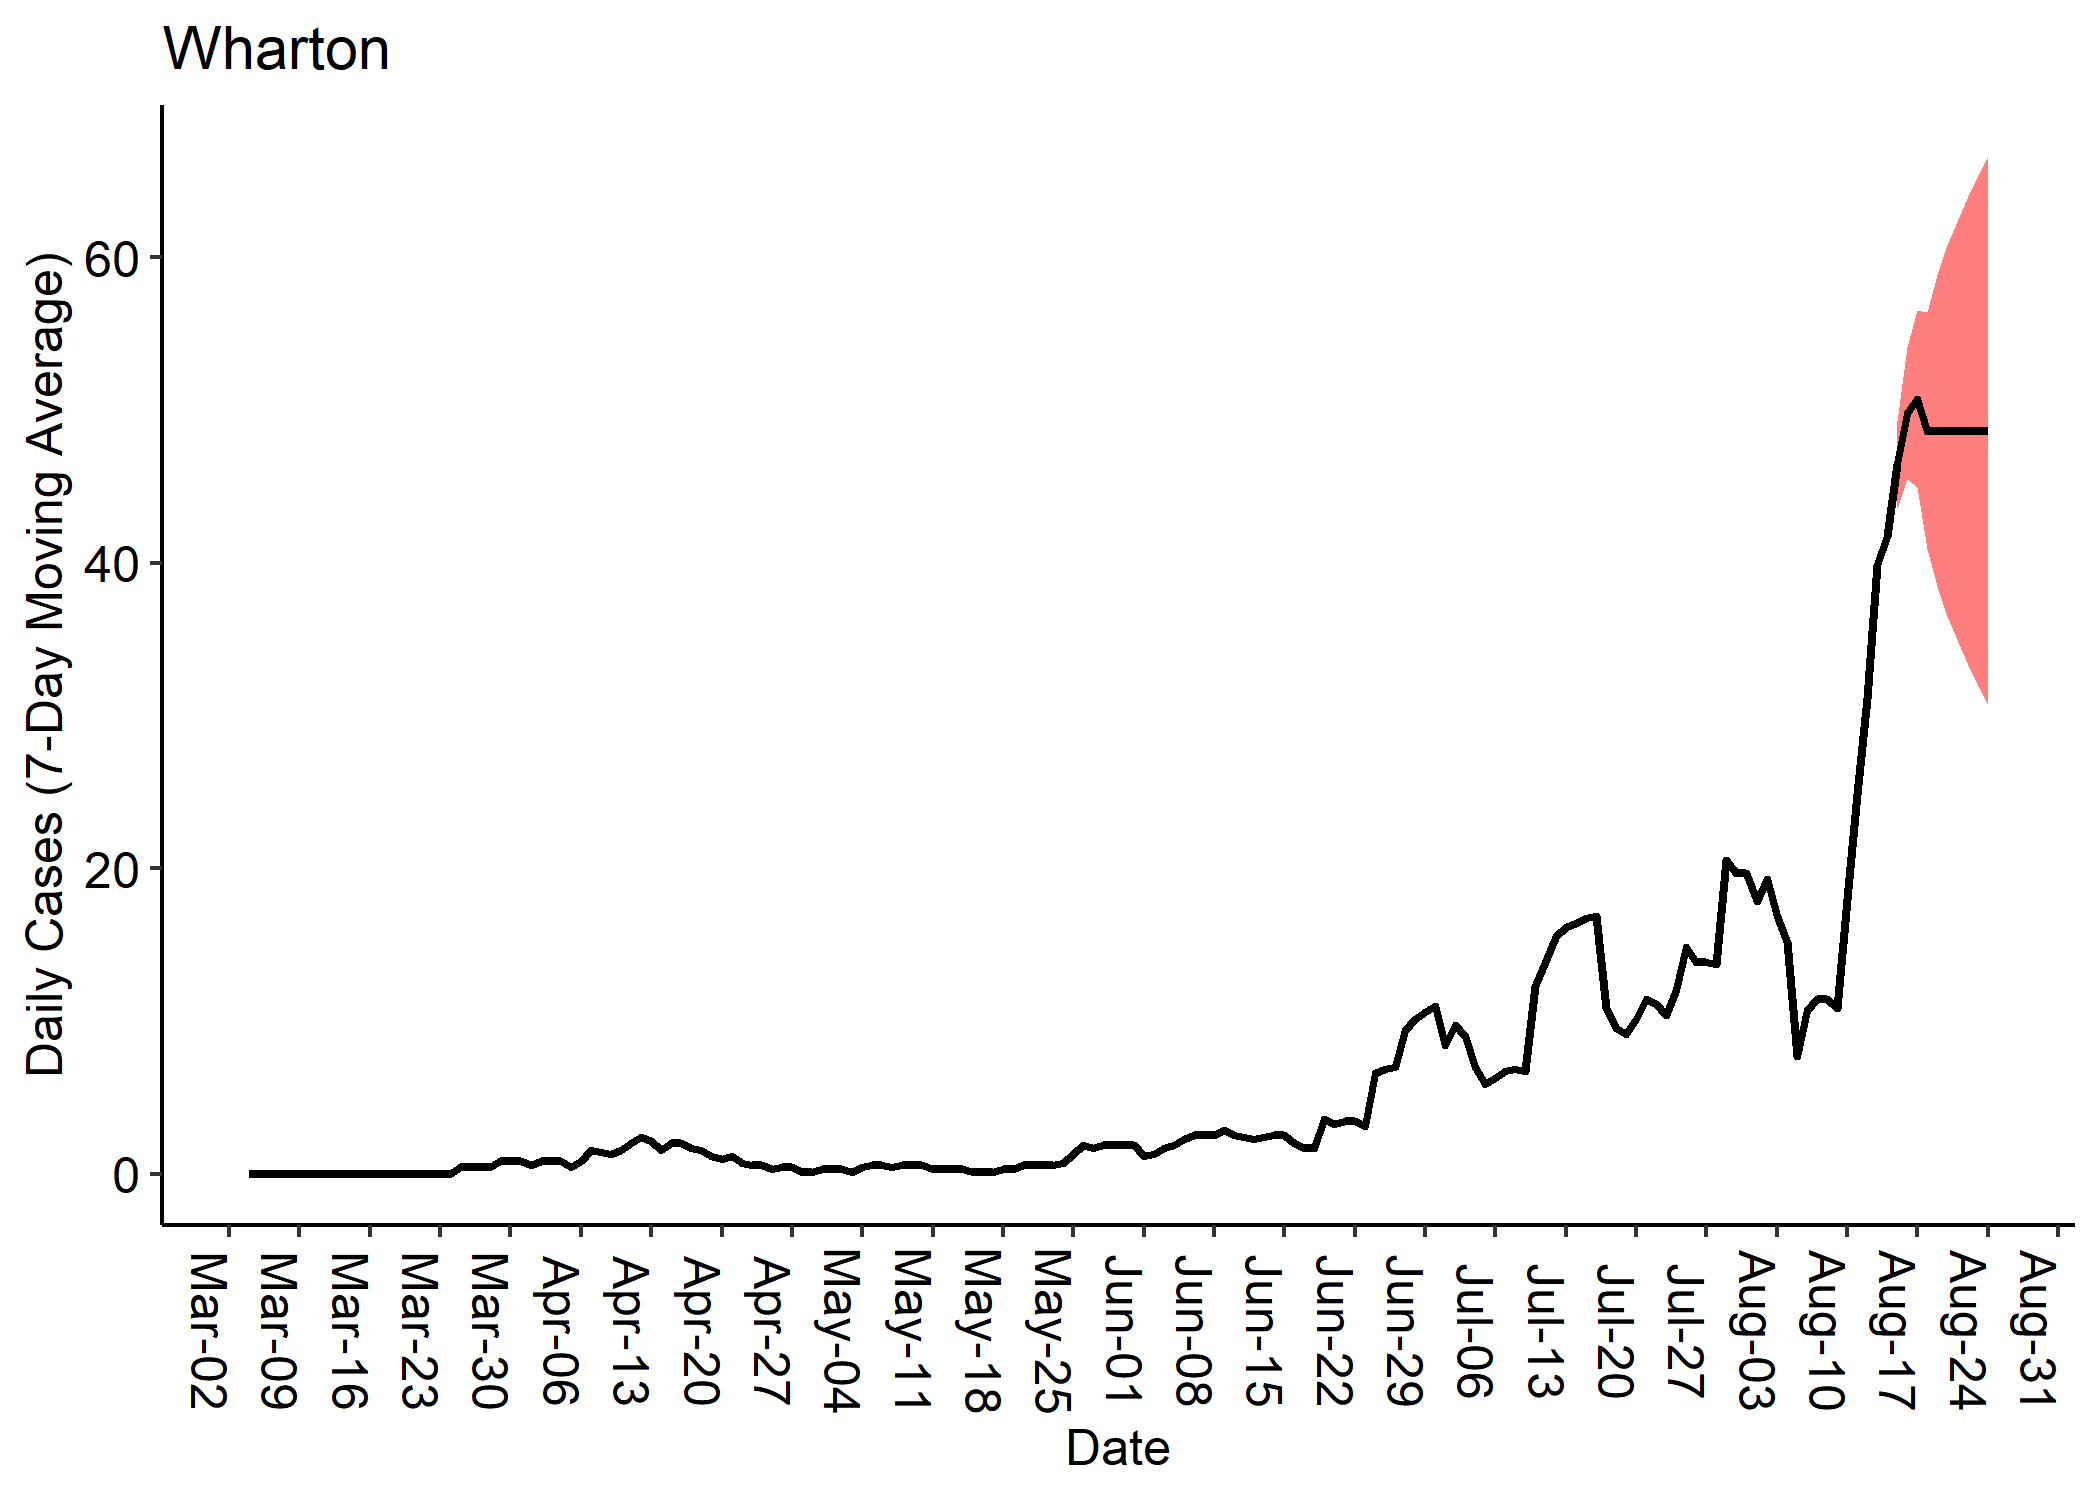 Wharton
Daily Cases (7-Day Moving Average)
60
40
20
0
Mar-02
Mar-09
Mar-16
Mar-23
Mar-30
Apr-06
Apr-13
Apr-20
Apr-27
May-04
May-11
May-18
May-25
Jun-01
Jun-08
Jun-15
Jun-22
Jun-29
Jul-06
Jul-13
Jul-20
Jul-27
Aug-03
Aug-10
Aug-17
Aug-24
Aug-31
Date